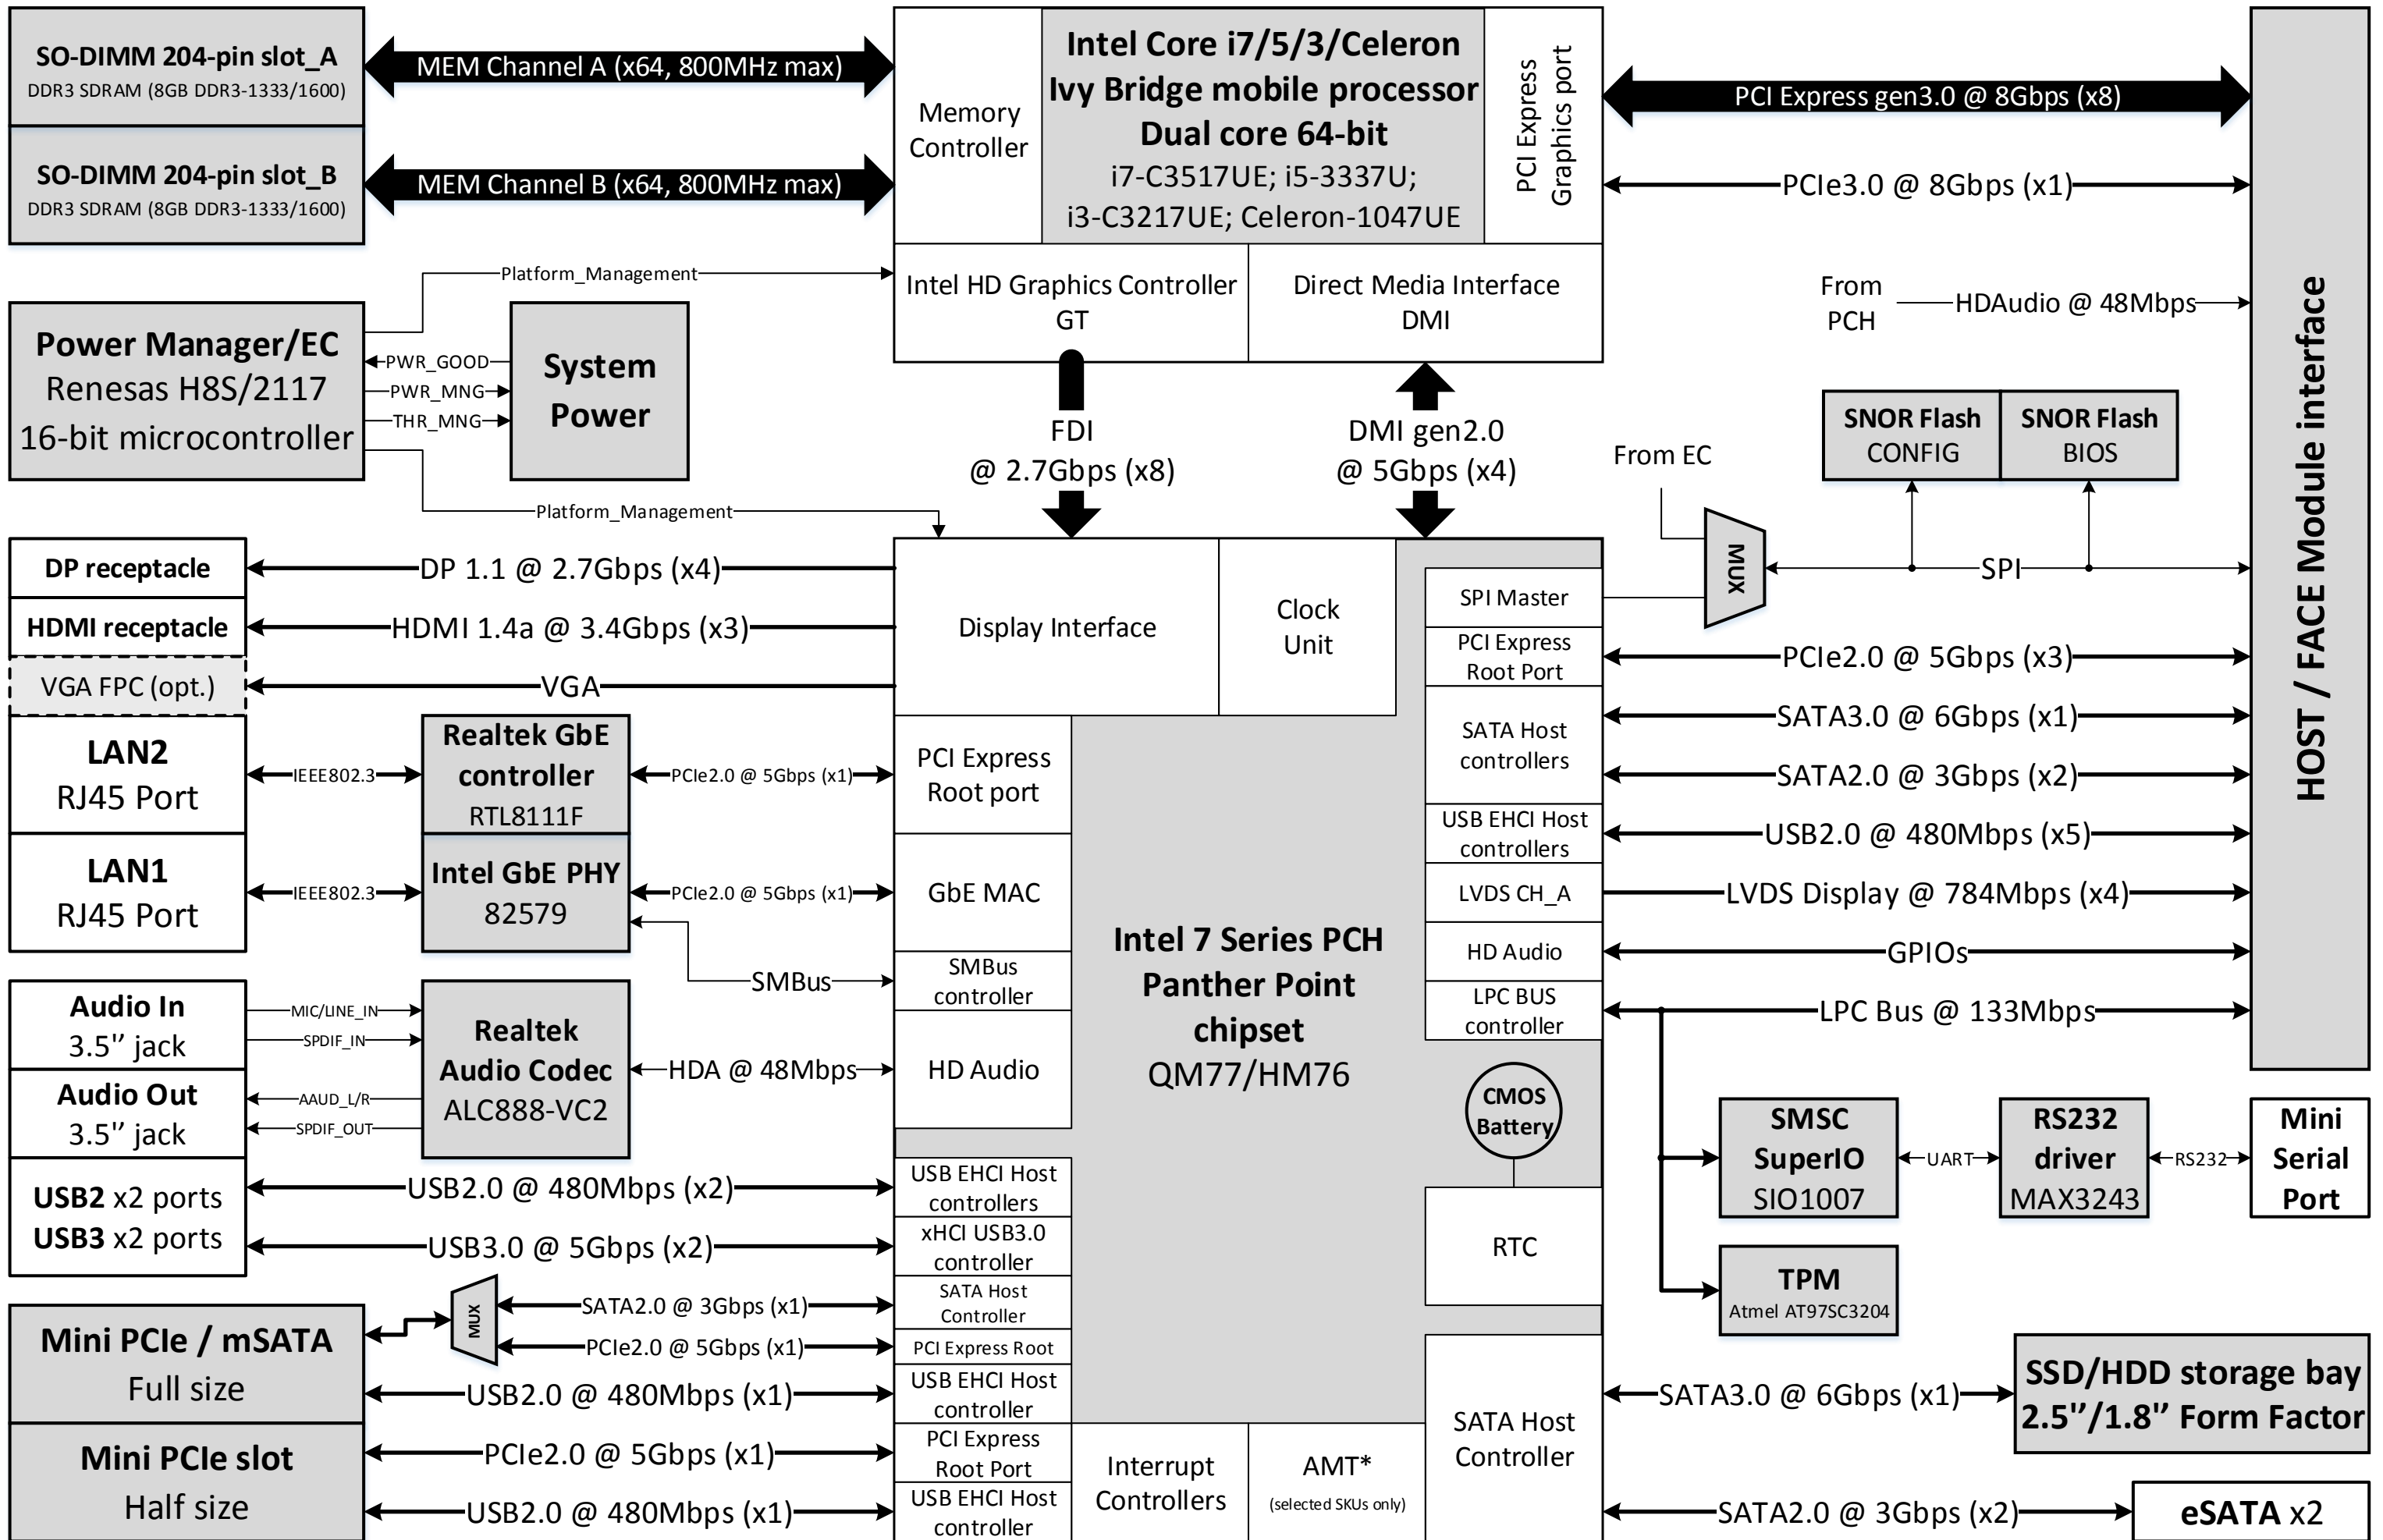 SO-DIMM 204-pin slot_A
DDR3 SDRAM (8GB DDR3-1333/1600)
MEM Channel A (x64, 800MHz max)
SO-DIMM 204-pin slot_B
DDR3 SDRAM (8GB DDR3-1333/1600)
MEM Channel B (x64, 800MHz max)
Memory
Controller
Intel Core i7/5/3/Celeron
Ivy Bridge mobile processor
Dual core 64-bit
i7-C3517UE; i5-3337U;
i3-C3217UE; Celeron-1047UE
PCI Express
Graphics port
PCI Express gen3.0 @ 8Gbps (x8)
PCIe3.0 @ 8Gbps (x1)
HOST / FACE Module interface
Platform_Management
Intel HD Graphics Controller
GT
Direct Media Interface
DMI
From
PCH
HDAudio @ 48Mbps
Power Manager/EC
Renesas H8S/2117
16-bit microcontroller
PWR_GOOD
PWR_MNG
THR_MNG
System
Power
Platform_Management
FDI
@ 2.7Gbps (x8)
DMI gen2.0
@ 5Gbps (x4)
From EC
SNOR Flash
CONFIG
SNOR Flash
BIOS
MUX
SPI
DP receptacle
DP 1.1 @ 2.7Gbps (x4)
HDMI receptacle
HDMI 1.4a @ 3.4Gbps (x3)
VGA FPC (opt.)
VGA
Display Interface
Clock
Unit
SPI Master
PCI Express
Root Port
PCIe2.0 @ 5Gbps (x3)
SATA Host
controllers
SATA3.0 @ 6Gbps (x1)
SATA2.0 @ 3Gbps (x2)
USB EHCI Host
controllers
USB2.0 @ 480Mbps (x5)
LVDS CH_A
LVDS Display @ 784Mbps (x4)
HD Audio
GPIOs
LPC BUS
controller
LPC Bus @ 133Mbps
LAN2
RJ45 Port
IEEE802.3
Realtek GbE
controller
RTL8111F
PCIe2.0 @ 5Gbps (x1)
PCI Express
Root port
LAN1
RJ45 Port
IEEE802.3
Intel GbE PHY
82579
PCIe2.0 @ 5Gbps (x1)
GbE MAC
SMBus
SMBus
controller
Intel 7 Series PCH
Panther Point
chipset
QM77/HM76
Audio In
3.5'' jack
MIC/LINE_IN
SPDIF_IN
Audio Out
3.5'' jack
AAUD_L/R
SPDIF_OUT
Realtek
Audio Codec
ALC888-VC2
HDA @ 48Mbps
HD Audio
CMOS
Battery
RTC
SMSC
SuperIO
SIO1007
UART
RS232
driver
MAX3243
RS232
Mini
Serial
Port
TPM
Atmel AT97SC3204
USB2 x2 ports
USB3 x2 ports
USB2.0 @ 480Mbps (x2)
USB EHCI Host
controllers
USB3.0 @ 5Gbps (x2)
xHCI USB3.0
controller
Mini PCIe / mSATA
Full size
MUX
SATA2.0 @ 3Gbps (x1)
SATA Host
Controller
PCIe2.0 @ 5Gbps (x1)
PCI Express Root
USB2.0 @ 480Mbps (x1)
USB EHCI Host
controller
Mini PCIe slot
Half size
PCIe2.0 @ 5Gbps (x1)
PCI Express
Root Port
USB2.0 @ 480Mbps (x1)
USB EHCI Host
controller
Interrupt
Controllers
AMT*
(selected SKUs only)
SATA Host
Controller
SATA3.0 @ 6Gbps (x1)
SSD/HDD storage bay
2.5''/1.8'' Form Factor
SATA2.0 @ 3Gbps (x2)
eSATA x2